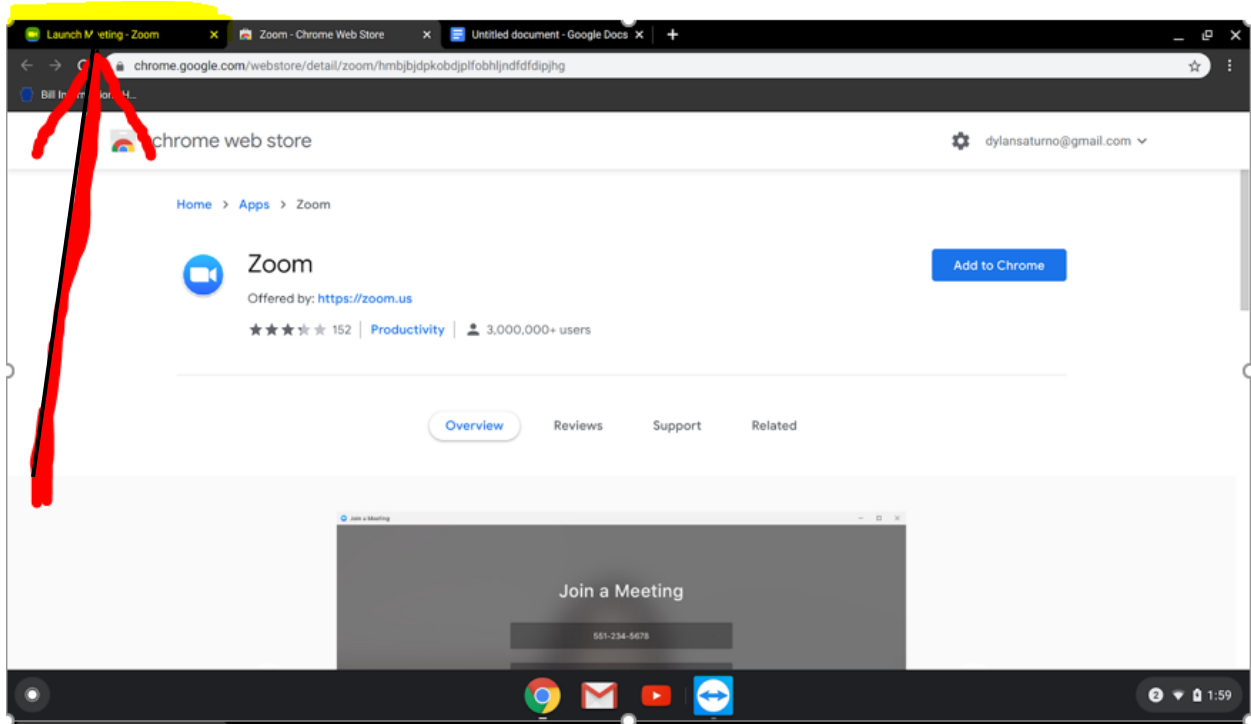 Launch Meeting - Zoom
Zoom - Chrome Web Store
Untitled document - Google Docs
chrome.google.com/webstore/detail/zoom/hmbjbjdpkobdjplfobhljndfdfdipjhg
Bill
chrome web store
dylansaturno@gmail.com
Home > Apps > Zoom
Zoom
Add to Chrome
Offered by: https://zoom.us
152 | Productivity | 3,000,000+ users
Overview Reviews Support Related
Join a Meeting
Join a Meeting
551-234-5678
2 1:59